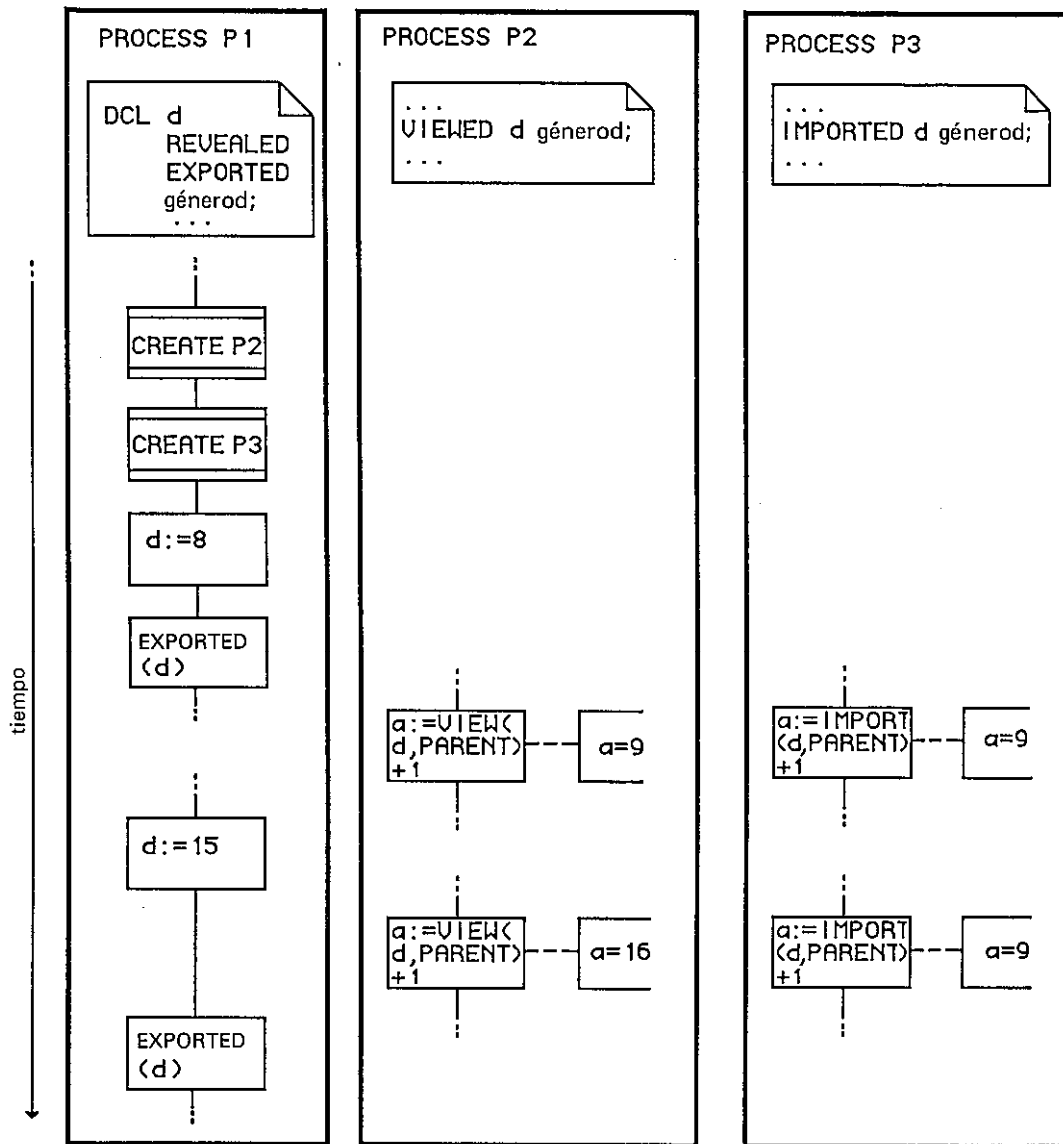 PROCESS P1
DCL d
REVEALED
EXPORTED
génerod;
...
CREATE P2
CREATE P3
d:=8
EXPORTED
(d)
d:=15
EXPORTED
(d)
tiempo
PROCESS P2
...
VIEWED d génerod;
...
a:=VIEW(
d,PARENT)
+1
a=9
a:=VIEW(
d,PARENT)
+1
a=16
PROCESS P3
...
IMPORTED d génerod;
...
a:=IMPORT
(d,PARENT)
+1
a=9
a:=IMPORT
(d,PARENT)
+1
a=9